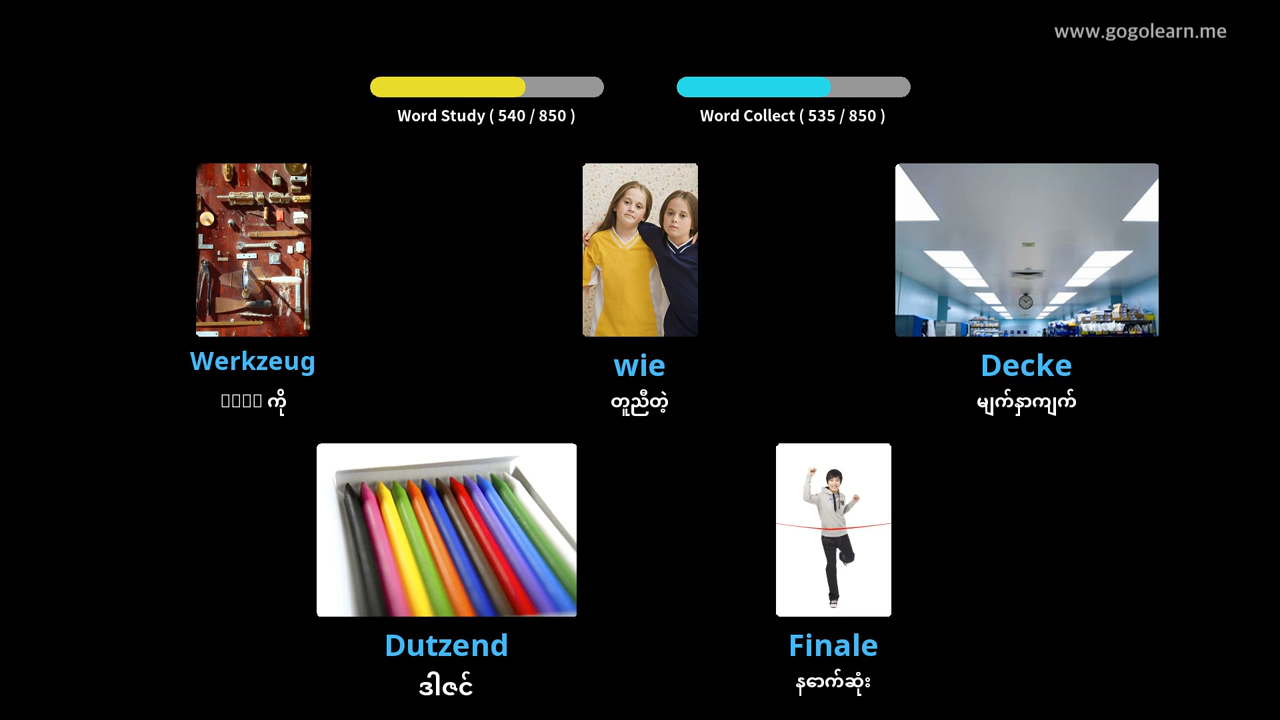 www.gogolearn.me
Word Study ( 540 / 850 )
Word Collect ( 535 / 850 )
Werkzeug
ကို
wie
တူညီတဲ့
Decke
မျက်နှာကျက်
Dutzend
ဒါဇင်
Finale
နောက်ဆုံး